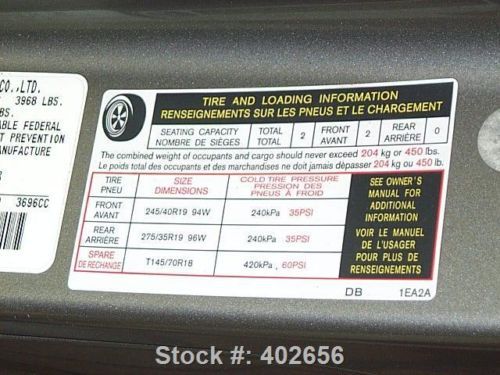 CO.,LTD.
3968 LBS.
LBS.
ABLE FEDERAL
T PREVENTION
MANUFACTURE
3696CC
TIRE AND LOADING INFORMATION
RENSEIGNEMENTS SUR LES PNEUS ET LE CHARGEMENT
SEATING CAPACITY TOTAL 2 FRONT 2 REAR 0
NOMBRE DE SIÈGES TOTAL AVANT ARRIÈRE
The combined weight of occupants and cargo should never exceed 204 kg or 450 lbs.
Le poids total des occupants et des marchandises ne doit jamais dépasser 204 kg ou 450 lb.
TIRE SIZE COLD TIRE PRESSURE
PNEU DIMENSIONS PRESSION DES PNEUS À FROID
FRONT
AVANT 245/40R19 94W 240kPa 35PSI
REAR
ARRIÈRE 275/35R19 96W 240kPa 35PSI
SPARE
DE RECHANGE T145/70R18 420kPa, 60PSI
SEE OWNER'S
MANUAL FOR
ADDITIONAL
INFORMATION
VOIR LE MANUEL
DE L'USAGER
POUR PLUS DE
RENSEIGNEMENTS
DB 1EA2A
Stock #: 402656